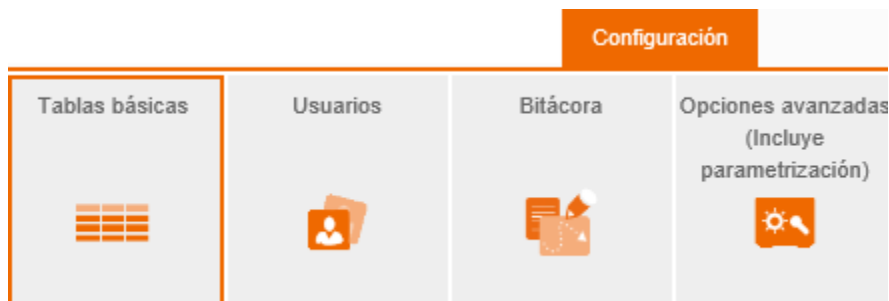 Configuración
Tablas básicas
Usuarios
Bitácora
Opciones avanzadas
(Incluye
parametrización)